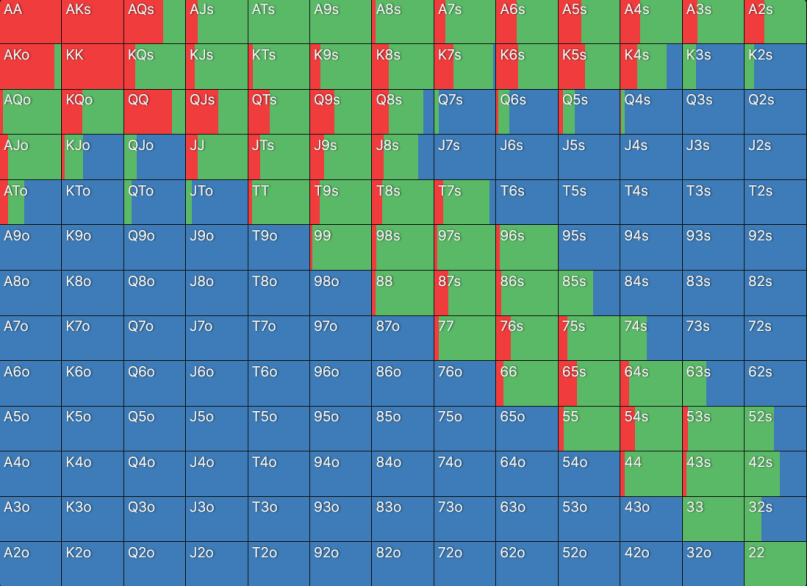 AA AKs AQs AJs ATs A9s A8s A7s A6s A5s A4s A3s A2s
AKo KK KQs KJs KTs K9s K8s K7s K6s K5s K4s K3s K2s
AQo KQo QQ QJs QTs Q9s Q8s Q7s Q6s Q5s Q4s Q3s Q2s
AJo KJo QJo JJ JTs J9s J8s J7s J6s J5s J4s J3s J2s
ATo KTo QTo JTo TT T9s T8s T7s T6s T5s T4s T3s T2s
A9o K9o Q9o J9o T9o 99 98s 97s 96s 95s 94s 93s 92s
A8o K8o Q8o J8o T8o 98o 88 87s 86s 85s 84s 83s 82s
A7o K7o Q7o J7o T7o 97o 87o 77 76s 75s 74s 73s 72s
A6o K6o Q6o J6o T6o 96o 86o 76o 66 65s 64s 63s 62s
A5o K5o Q5o J5o T5o 95o 85o 75o 65o 55 54s 53s 52s
A4o K4o Q4o J4o T4o 94o 84o 74o 64o 54o 44 43s 42s
A3o K3o Q3o J3o T3o 93o 83o 73o 63o 53o 43o 33 32s
A2o K2o Q2o J2o T2o 92o 82o 72o 62o 52o 42o 32o 22